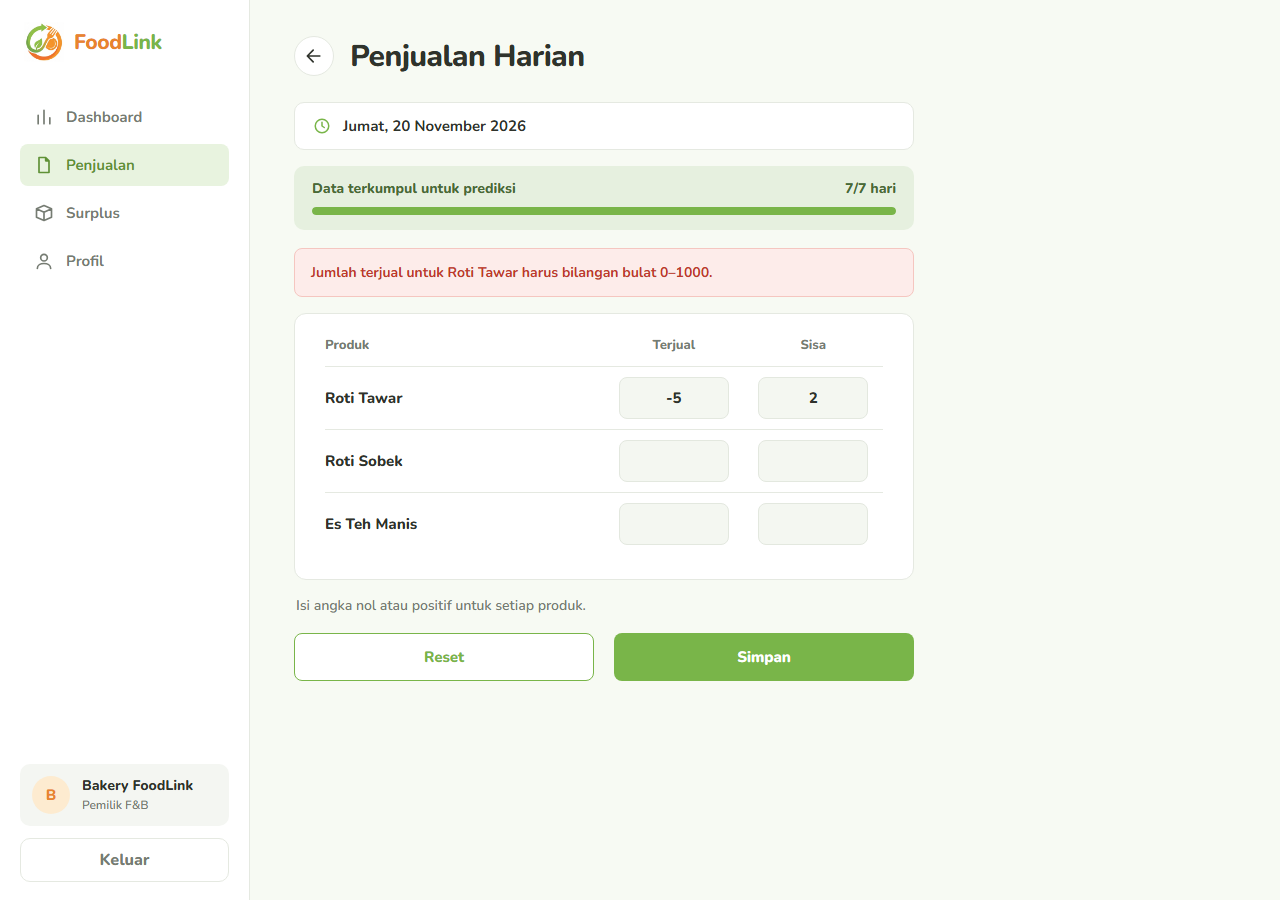 FoodLink
Dashboard
Penjualan
Surplus
Profil
Bakery FoodLink
B
Pemilik F&B
Keluar
Penjualan Harian
Jumat, 20 November 2026
Data terkumpul untuk prediksi 7/7 hari
Jumlah terjual untuk Roti Tawar harus bilangan bulat 0–1000.
Produk Terjual Sisa
Roti Tawar -5 2
Roti Sobek
Es Teh Manis
Isi angka nol atau positif untuk setiap produk.
Reset Simpan